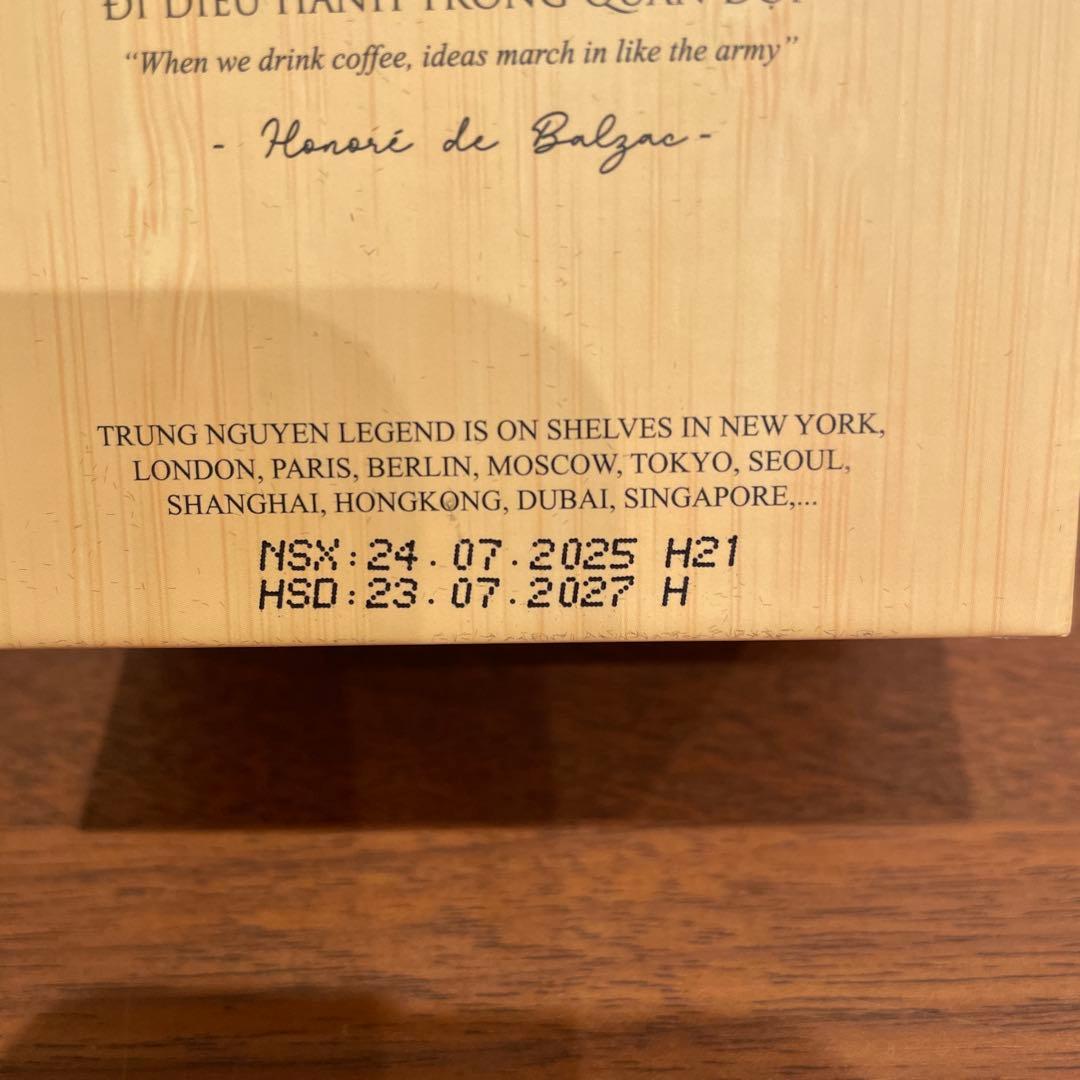 “When we drink coffee, ideas march in like the army”
- Honoré de Balzac -
TRUNG NGUYEN LEGEND IS ON SHELVES IN NEW YORK,
LONDON, PARIS, BERLIN, MOSCOW, TOKYO, SEOUL,
SHANGHAI, HONGKONG, DUBAI, SINGAPORE,...
NSX:24.07.2025 H21
HSD:23.07.2027 H